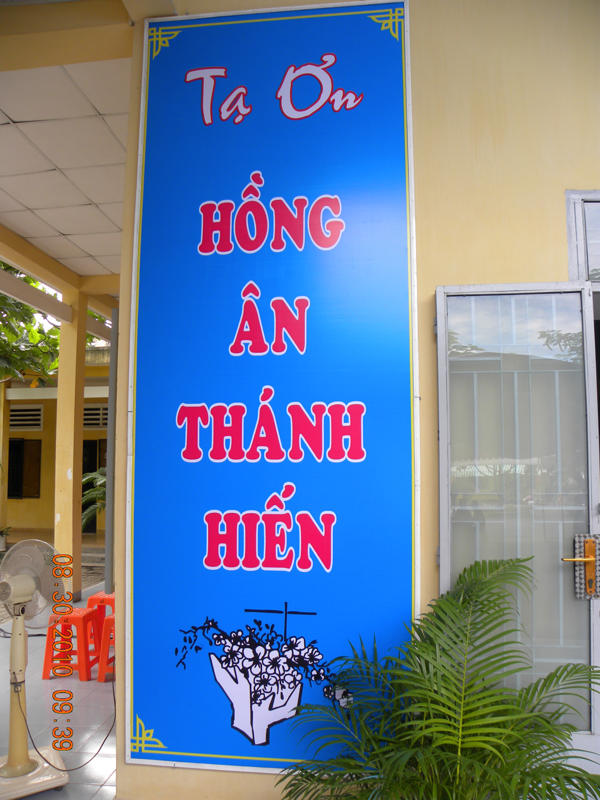 Tạ Ơn
HỒNG
ÂN
THÁNH
HIẾN
08.30.2010 09:39